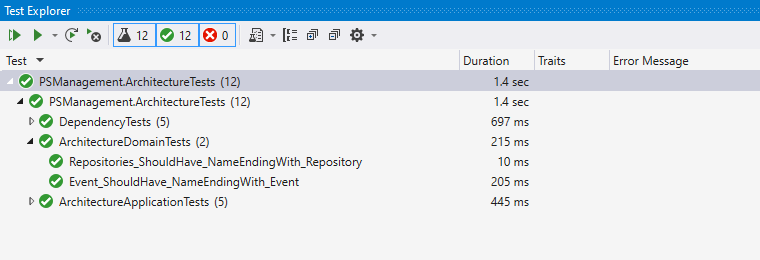 Test Explorer
12 12 0
Test Duration Traits Error Message
PSManagement.ArchitectureTests (12) 1.4 sec
PSManagement.ArchitectureTests (12) 1.4 sec
DependencyTests (5) 697 ms
ArchitectureDomainTests (2) 215 ms
Repositories_ShouldHave_NameEndingWith_Repository 10 ms
Event_ShouldHave_NameEndingWith_Event 205 ms
ArchitectureApplicationTests (5) 445 ms